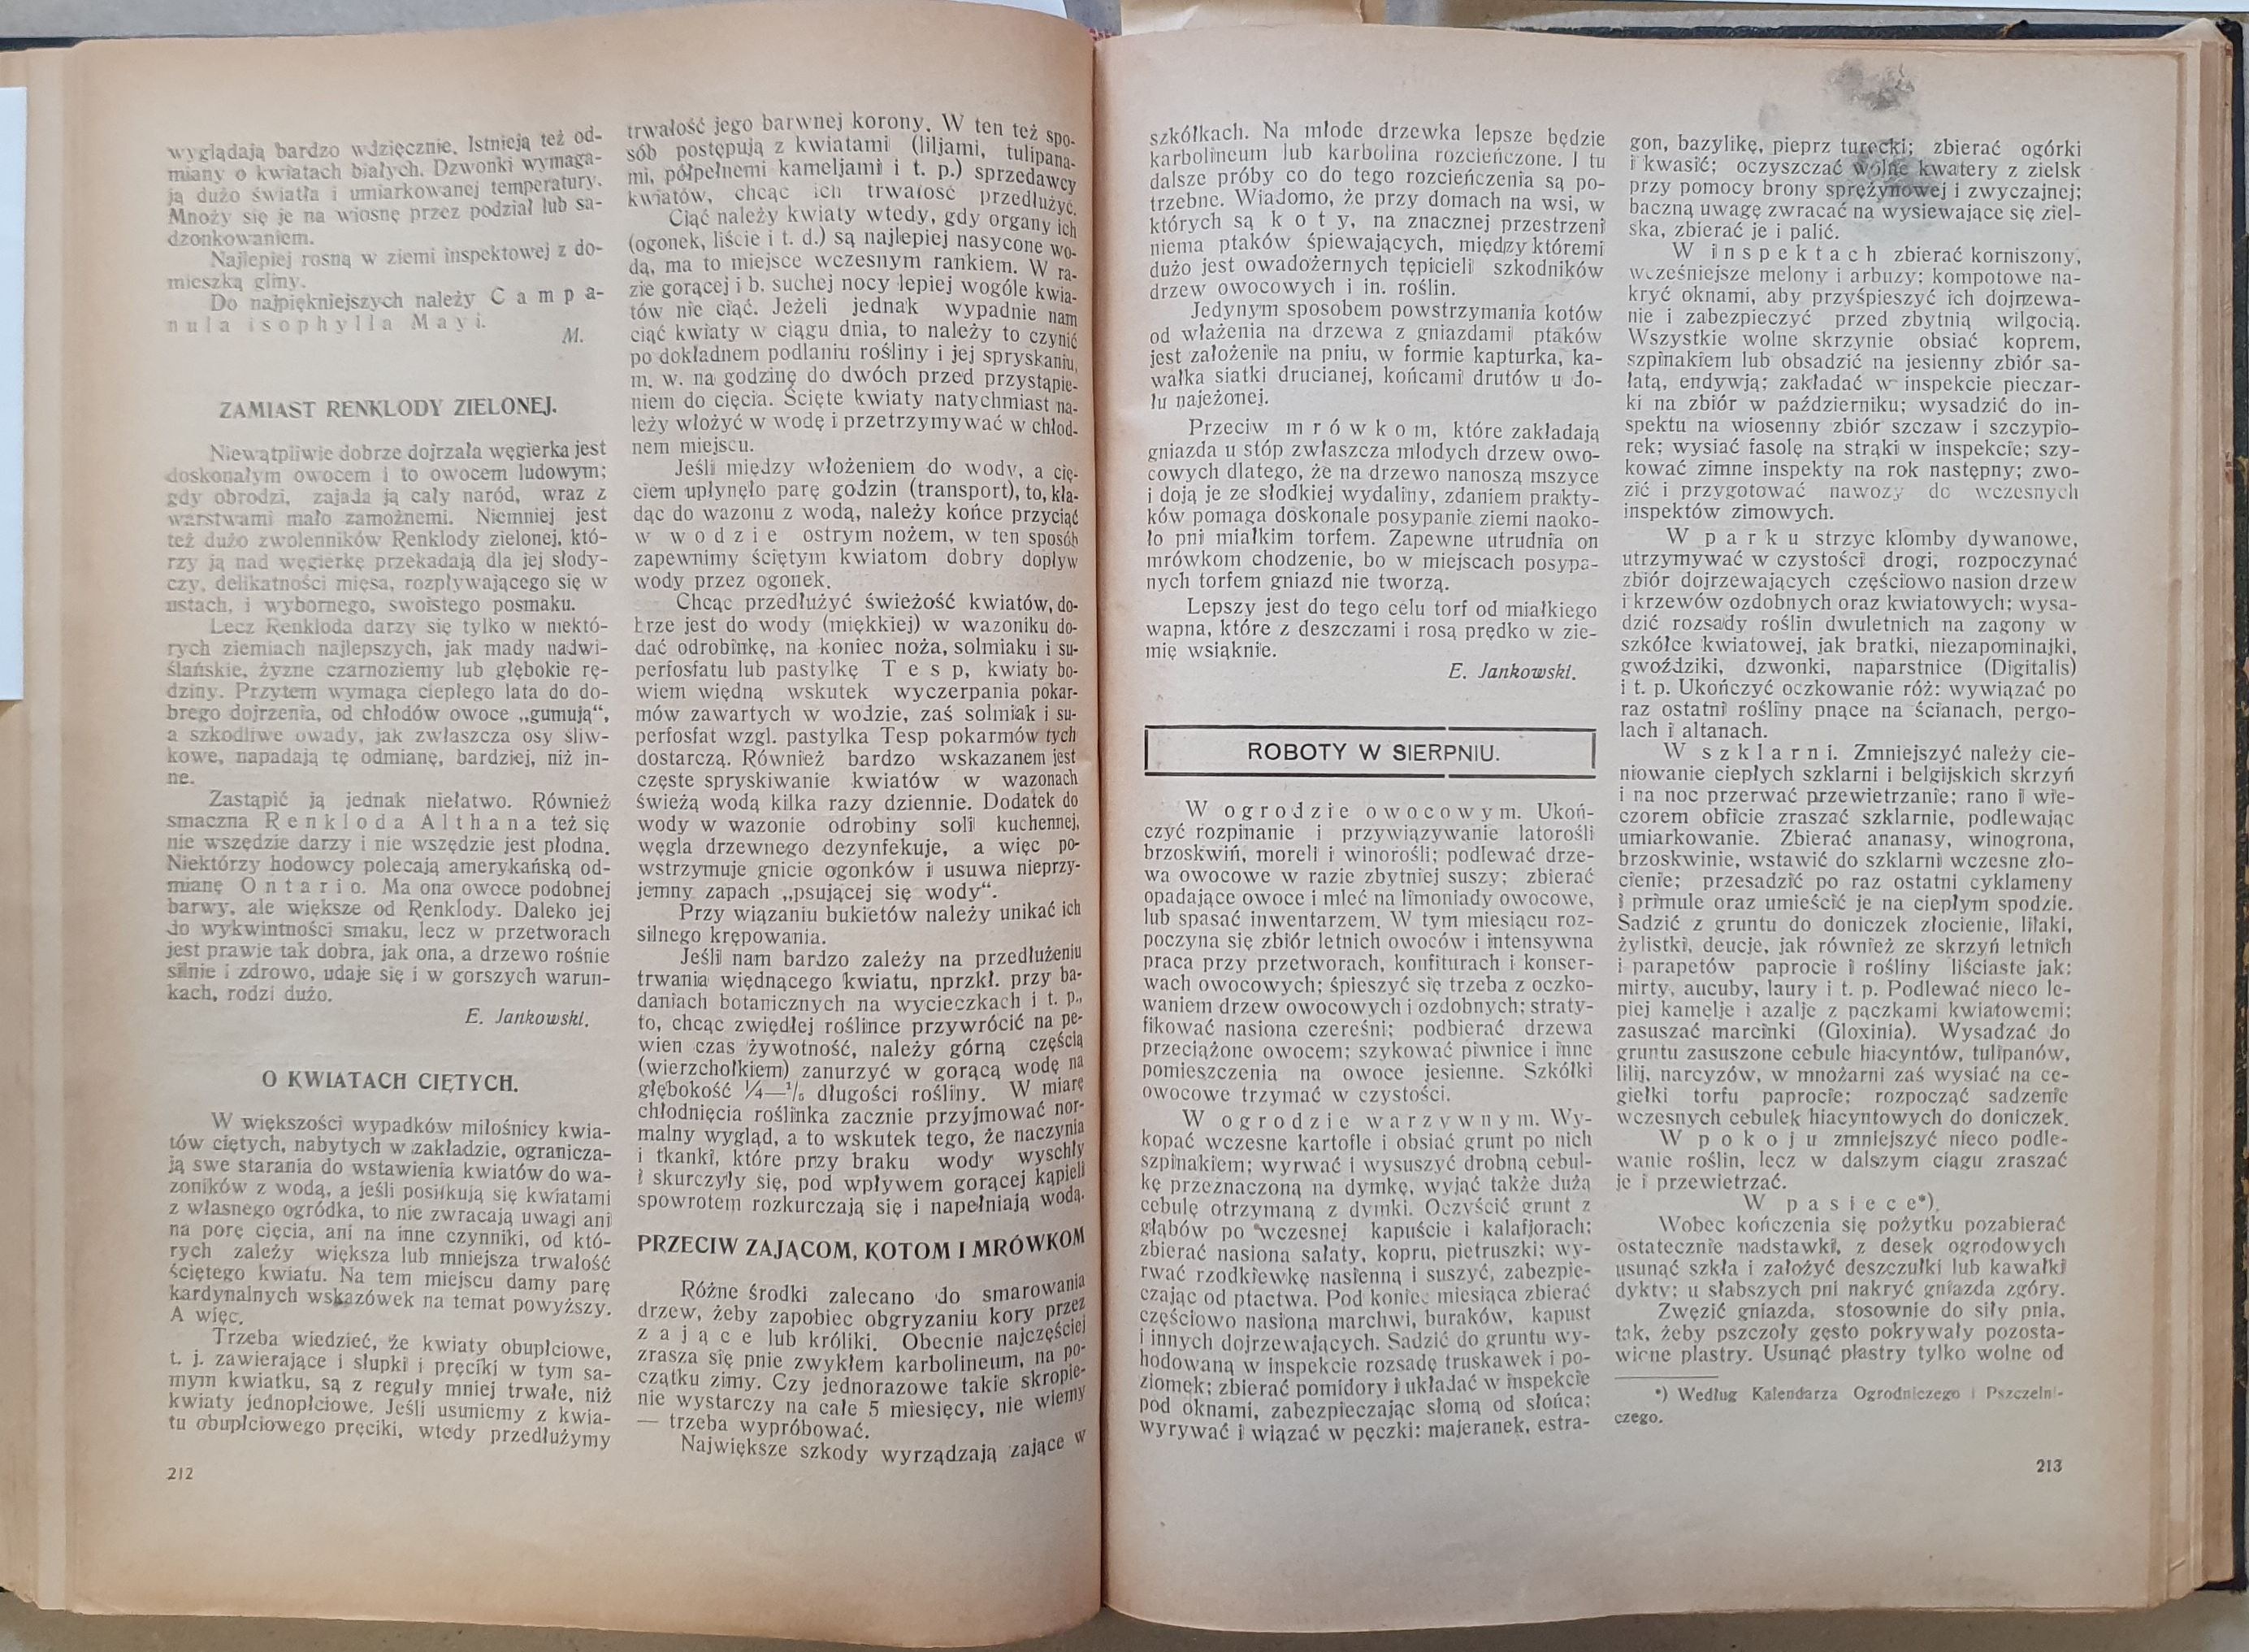 wyglądają bardzo wdzięcznie. Istnieją też od-
miany o kwiatach białych. Dzwonki wymaga-
ją dużo światła i umiarkowanej temperatury.
Mnoży się je na wiosnę przez podział lub sa-
dzonkowaniem.
Najlepiej rosną w ziemi inspektowej z do-
mieszką gliny.
Do najpiękniejszych należy C a m p a-
n u l a i s o p h y l l a M a y i.
M.
ZAMIAST RENKLODY ZIELONEJ.
Niewątpliwie dobrze dojrzała węgierka jest
doskonałym owocem i to owocem ludowym;
gdy obrodzi, zajada ją cały naród, wraz z
warstwami mało zamożnemi. Niemniej jest
też dużo zwolenników Renklody zielonej, któ-
rzy ją nad węgierkę przekadają dla jej słody-
czy, delikatności mięsa, rozpływającego się w
ustach, i wybornego, swoistego posmaku.
Lecz Renkloda darzy się tylko w niektó-
rych ziemiach najlepszych, jak mady nadwi-
ślańskie, żyzne czarnoziemy lub głębokie rę-
dziny. Przytem wymaga ciepłego lata do do-
brego dojrzenia, od chłodów owoce „gumują“,
a szkodliwe owady, jak zwłaszcza osy śliw-
kowe, napadają tę odmianę, bardziej, niż in-
ne.
Zastąpić ją jednak niełatwo. Również
smaczna R e n k l o d a A l t h a n a też się
nie wszędzie darzy i nie wszędzie jest płodna.
Niektórzy hodowcy polecają amerykańską od-
mianę O n t a r i o. Ma ona owoce podobnej
barwy, ale większe od Renklody. Daleko jej
do wykwintności smaku, lecz w przetworach
jest prawie tak dobra, jak ona, a drzewo rośnie
silnie i zdrowo, udaje się i w gorszych warun-
kach, rodzi dużo.
E. Jankowski.
O KWIATACH CIĘTYCH.
W większości wypadków miłośnicy kwia-
tów ciętych, nabytych w zakładzie, ogranicza-
ją swe starania do wstawienia kwiatów do wa-
zoników z wodą, a jeśli posiłkują się kwiatami
z własnego ogródka, to nie zwracają uwagi ani
na porę cięcia, ani na inne czynniki, od któ-
rych zależy większa lub mniejsza trwałość
ściętego kwiatu. Na tem miejscu damy parę
kardynalnych wskazówek na temat powyższy.
A więc.
Trzeba wiedzieć, że kwiaty obupłciowe,
t. j. zawierające i słupki i pręciki w tym sa-
mym kwiatku, są z reguły mniej trwałe, niż
kwiaty jednopłciowe. Jeśli usuniemy z kwia-
tu obupłciowego pręciki, wtedy przedłużymy
212
trwałość jego barwnej korony. W ten też spo-
sób postępują z kwiatami (liljami, tulipana-
mi, półpełnemi kameljami i t. p.) sprzedawcy
kwiatów, chcąc ich trwałość przedłużyć.
Ciąć należy kwiaty wtedy, gdy organy ich
(ogonek, liście i t. d.) są najlepiej nasycone wo-
dą, ma to miejsce wczesnym rankiem. W ra-
zie gorącej i b. suchej nocy lepiej wogóle kwia-
tów nie ciąć. Jeżeli jednak wypadnie nam
ciąć kwiaty w ciągu dnia, to należy to czynić
po dokładnem podlaniu rośliny i jej spryskaniu,
m. w. na godzinę do dwóch przed przystąpie-
niem do cięcia. Ścięte kwiaty natychmiast na-
leży włożyć w wodę i przetrzymywać w chłod-
nem miejscu.
Jeśli między włożeniem do wody, a cię-
ciem upłynęło parę godzin (transport), to, kła-
dąc do wazonu z wodą, należy końce przyciąć
w w o d z i e ostrym nożem, w ten sposób
zapewnimy ściętym kwiatom dobry dopływ
wody przez ogonek.
Chcąc przedłużyć świeżość kwiatów, do-
brze jest do wody (miękkiej) w wazoniku do-
dać odrobinkę, na koniec noża, solmiaku i su-
perfosfatu lub pastylkę T e s p, kwiaty bo-
wiem więdną wskutek wyczerpania pokar-
mów zawartych w wodzie, zaś solmiak i su-
perfosfat wzgl. pastylka Tesp pokarmów tych
dostarczą. Również bardzo wskazanem jest
częste spryskiwanie kwiatów w wazonach
świeżą wodą kilka razy dziennie. Dodatek do
wody w wazonie odrobiny soli kuchennej,
węgla drzewnego dezynfekuje, a więc po-
wstrzymuje gnicie ogonków i usuwa nieprzy-
jemny zapach „psującej się wody“.
Przy wiązaniu bukietów należy unikać ich
silnego krępowania.
Jeśli nam bardzo zależy na przedłużeniu
trwania więdnącego kwiatu, nprzkł. przy ba-
daniach botanicznych na wycieczkach i t. p.,
to, chcąc zwiędłej roślince przywrócić na pe-
wien czas żywotność, należy górną częścią
(wierzchołkiem) zanurzyć w gorącą wodę na
głębokość ¼—⅕ długości rośliny. W miarę
chłodnięcia roślinka zacznie przyjmować nor-
malny wygląd, a to wskutek tego, że naczynia
i tkanki, które przy braku wody wyschły
i skurczyły się, pod wpływem gorącej kąpieli
spowrotem rozkurczają się i napełniają wodą.
PRZECIW ZAJĄCOM, KOTOM I MRÓWKOM
Różne środki zalecano do smarowania
drzew, żeby zapobiec obgryzaniu kory przez
z a j ą c e lub króliki. Obecnie najczęściej
zrasza się pnie zwykłem karbolineum, na po-
czątku zimy. Czy jednorazowe takie skropie-
nie wystarczy na całe 5 miesięcy, nie wiemy
— trzeba wypróbować.
Największe szkody wyrządzają zające w
szkółkach. Na młode drzewka lepsze będzie
karbolineum lub karbolina rozcieńczone. I tu
dalsze próby co do tego rozcieńczenia są po-
trzebne. Wiadomo, że przy domach na wsi, w
których są k o t y, na znacznej przestrzeni
niema ptaków śpiewających, między któremi
dużo jest owadożernych tępicieli szkodników
drzew owocowych i in. roślin.
Jedynym sposobem powstrzymania kotów
od włażenia na drzewa z gniazdami ptaków
jest założenie na pniu, w formie kapturka, ka-
wałka siatki drucianej, końcami drutów u do-
łu najeżonej.
Przeciw m r ó w k o m, które zakładają
gniazda u stóp zwłaszcza młodych drzew owo-
cowych dlatego, że na drzewo nanoszą mszyce
i doją je ze słodkiej wydaliny, zdaniem prakty-
ków pomaga doskonale posypanie ziemi naoko-
ło pni miałkim torfem. Zapewne utrudnia on
mrówkom chodzenie, bo w miejscach posypa-
nych torfem gniazd nie tworzą.
Lepszy jest do tego celu torf od miałkiego
wapna, które z deszczami i rosą prędko w zie-
mię wsiąknie.
E. Jankowski.
ROBOTY W SIERPNIU.
W o g r o d z i e o w o c o w y m. Ukoń-
czyć rozpinanie i przywiązywanie latorośli
brzoskwiń, moreli i winorośli; podlewać drze-
wa owocowe w razie zbytniej suszy; zbierać
opadające owoce i mleć na limoniady owocowe,
lub spasać inwentarzem. W tym miesiącu roz-
poczyna się zbiór letnich owoców i intensywna
praca przy przetworach, konfiturach i konser-
wach owocowych; śpieszyć się trzeba z oczko-
waniem drzew owocowych i ozdobnych; straty-
fikować nasiona czereśni; podbierać drzewa
przeciążone owocem; szykować piwnice i inne
pomieszczenia na owoce jesienne. Szkółki
owocowe trzymać w czystości.
W o g r o d z i e w a r z y w n y m. Wy-
kopać wczesne kartofle i obsiać grunt po nich
szpinakiem; wyrwać i wysuszyć drobną cebul-
kę przeznaczoną na dymkę, wyjąć także dużą
cebulę otrzymaną z dymki. Oczyścić grunt z
głąbów po wczesnej kapuście i kalafjorach;
zbierać nasiona sałaty, kopru, pietruszki; wy-
rwać rzodkiewkę nasienną i suszyć, zabezpie-
czając od ptactwa. Pod koniec miesiąca zbierać
częściowo nasiona marchwi, buraków, kapust
i innych dojrzewających. Sadzić do gruntu wy-
hodowaną w inspekcie rozsadę truskawek i po-
ziomek; zbierać pomidory i układać w inspekcie
pod oknami, zabezpieczając słomą od słońca;
wyrywać i wiązać w pęczki: majeranek, estra-
gon, bazylikę, pieprz turecki; zbierać ogórki
i kwasić; oczyszczać wolne kwatery z zielsk
przy pomocy brony sprężynowej i zwyczajnej;
baczną uwagę zwracać na wysiewające się ziel-
ska, zbierać je i palić.
W i n s p e k t a c h zbierać korniszony,
wcześniejsze melony i arbuzy; kompotowe na-
kryć oknami, aby przyśpieszyć ich dojrzewa-
nie i zabezpieczyć przed zbytnią wilgocią.
Wszystkie wolne skrzynie obsiać koprem,
szpinakiem lub obsadzić na jesienny zbiór sa-
łatą, endywją; zakładać w inspekcie pieczar-
ki na zbiór w październiku; wysadzić do in-
spektu na wiosenny zbiór szczaw i szczypio-
rek; wysiać fasolę na strąki w inspekcie; szy-
kować zimne inspekty na rok następny; zwo-
zić i przygotować nawozy do wczesnych
inspektów zimowych.
W p a r k u strzyc klomby dywanowe,
utrzymywać w czystości drogi, rozpoczynać
zbiór dojrzewających częściowo nasion drzew
i krzewów ozdobnych oraz kwiatowych; wysa-
dzić rozsady roślin dwuletnich na zagony w
szkółce kwiatowej, jak bratki, niezapominajki,
gwoździki, dzwonki, naparstnice (Digitalis)
i t. p. Ukończyć oczkowanie róż: wywiązać po
raz ostatni rośliny pnące na ścianach, pergo-
lach i altanach.
W s z k l a r n i. Zmniejszyć należy cie-
niowanie ciepłych szklarni i belgijskich skrzyń
i na noc przerwać przewietrzanie; rano i wie-
czorem obficie zraszać szklarnie, podlewając
umiarkowanie. Zbierać ananasy, winogrona,
brzoskwinie, wstawić do szklarni wczesne zło-
cienie; przesadzić po raz ostatni cyklameny
i primule oraz umieścić je na ciepłym spodzie.
Sadzić z gruntu do doniczek złocienie, lilaki,
żylistki, deucje, jak również ze skrzyń letnich
i parapetów paprocie i rośliny liściaste jak:
mirty, aucuby, laury i t. p. Podlewać nieco le-
piej kamelje i azalje z pączkami kwiatowemi;
zasuszać marcinki (Gloxinia). Wysadzać do
gruntu zasuszone cebule hiacyntów, tulipanów,
lilij, narcyzów, w mnożarni zaś wysiać na ce-
giełki torfu paprocie; rozpocząć sadzenie
wczesnych cebulek hiacyntowych do doniczek.
W p o k o j u zmniejszyć nieco podle-
wanie roślin, lecz w dalszym ciągu zraszać
je i przewietrzać.
W p a s i e c e*)
Wobec kończenia się pożytku pozabierać
ostatecznie nadstawki, z desek ogrodowych
usunąć szkła i założyć deszczułki lub kawałki
dykty; u słabszych pni nakryć gniazda zgóry.
Zwęzić gniazda, stosownie do siły pnia,
tak, żeby pszczoły gęsto pokrywały pozosta-
wione plastry. Usunąć plastry tylko wolne od
*) Według Kalendarza Ogrodniczego i Pszczelni-
czego.
213